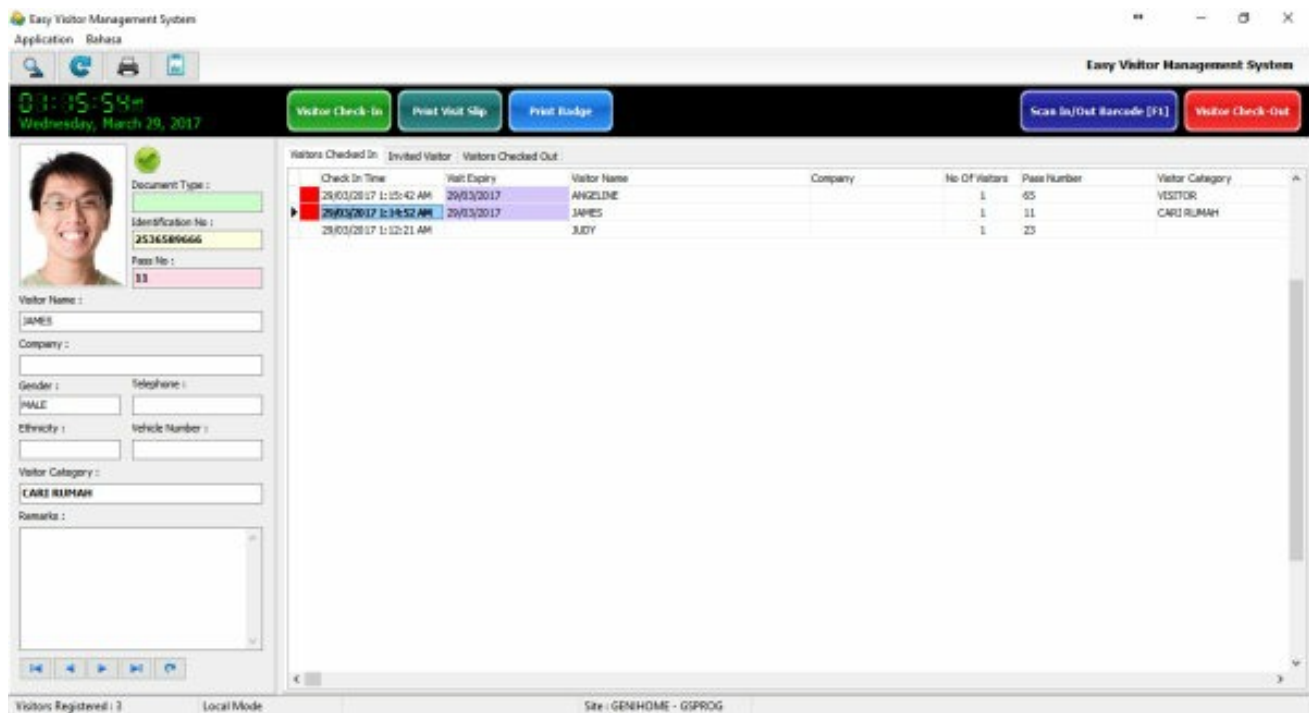 Easy Visitor Management System
Application Bahasa
Easy Visitor Management System
01:15:54
Wednesday, March 29, 2017
Visitor Check-In
Print Visit Slip
Print Badge
Scan In/Out Barcode [F1]
Visitor Check-Out
Document Type :
Identification No :
2536589666
Pass No :
11
Visitor Name :
JAMES
Company :
Gender : Telephone :
MALE
Ethnicity : Vehicle Number :
Visitor Category :
CARI RUMAH
Remarks :
Visitors Checked In Invited Visitor Visitors Checked Out
Check In Time Visit Expiry Visitor Name Company No Of Visitors Pass Number Visitor Category
29/03/2017 1:15:42 AM 29/03/2017 ANGELINE 1 65 VISITOR
29/03/2017 1:14:52 AM 29/03/2017 JAMES 1 11 CARI RUMAH
29/03/2017 1:12:21 AM JUDY 1 23
Visitors Registered : 3 Local Mode Site : GENIHOME - GSPROG